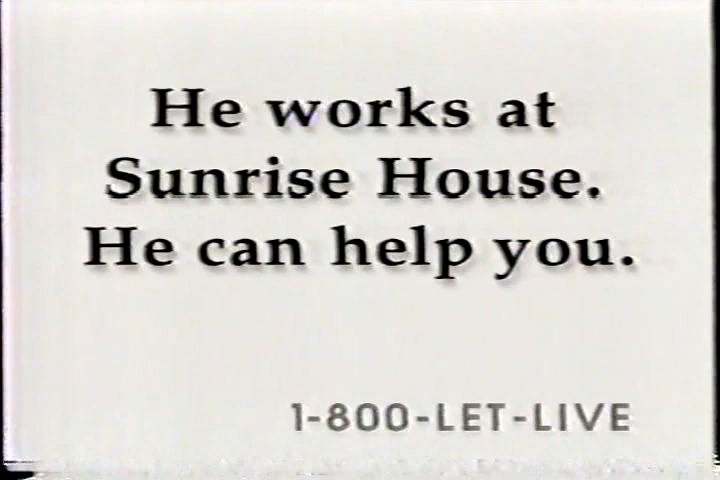 He works at
Sunrise House.
He can help you.
1-800-LET-LIVE